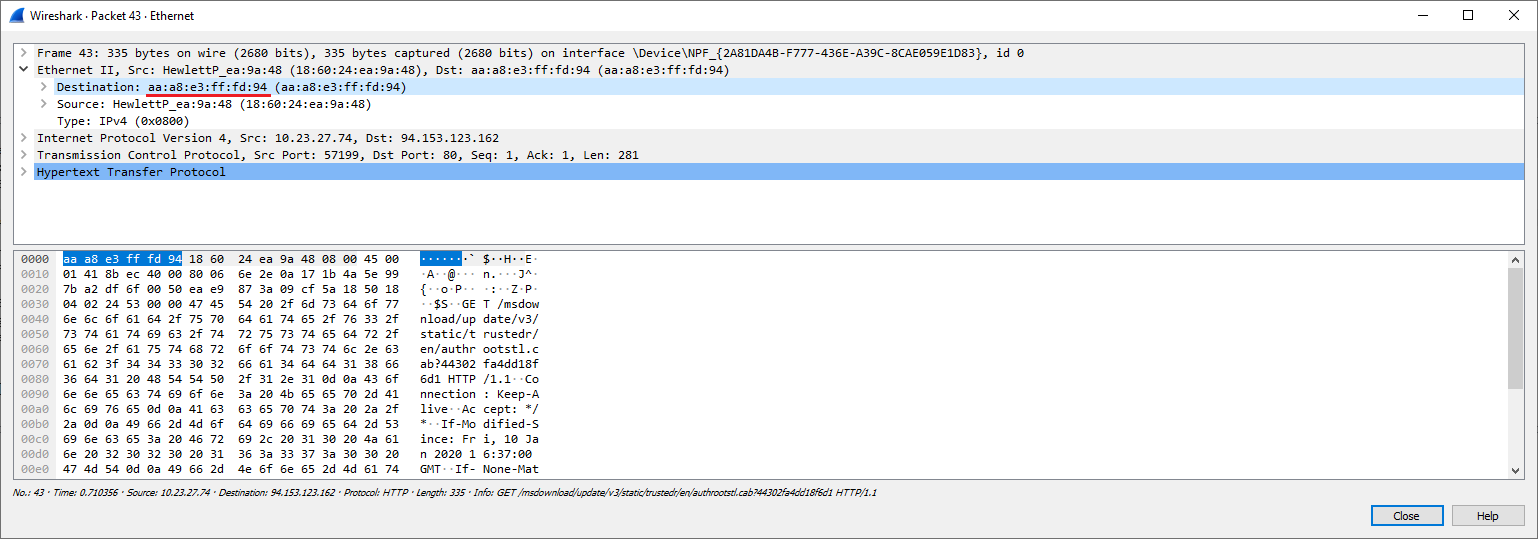 Wireshark · Packet 43 · Ethernet
Frame 43: 335 bytes on wire (2680 bits), 335 bytes captured (2680 bits) on interface \Device\NPF_{2A81DA4B-F777-436E-A39C-8CAE059E1D83}, id 0
Ethernet II, Src: HewlettP_ea:9a:48 (18:60:24:ea:9a:48), Dst: aa:a8:e3:ff:fd:94 (aa:a8:e3:ff:fd:94)
Destination: aa:a8:e3:ff:fd:94 (aa:a8:e3:ff:fd:94)
Source: HewlettP_ea:9a:48 (18:60:24:ea:9a:48)
Type: IPv4 (0x0800)
Internet Protocol Version 4, Src: 10.23.27.74, Dst: 94.153.123.162
Transmission Control Protocol, Src Port: 57199, Dst Port: 80, Seq: 1, Ack: 1, Len: 281
Hypertext Transfer Protocol
0000 aa a8 e3 ff fd 94 18 60 24 ea 9a 48 08 00 45 00 ·······` $··H··E·
0010 01 41 8b ec 40 00 80 06 6e 2e 0a 17 1b 4a 5e 99 ·A··@··· n.···J^·
0020 7b a2 df 6f 00 50 ea e9 87 3a 09 cf 5a 18 50 18 {··o·P·· ·:··Z·P·
0030 04 02 24 53 00 00 47 45 54 20 2f 6d 73 64 6f 77 ··$S··GE T /msdow
0040 6e 6c 6f 61 64 2f 75 70 64 61 74 65 2f 76 33 2f nload/up date/v3/
0050 73 74 61 74 69 63 2f 74 72 75 73 74 65 64 72 2f static/t rustedr/
0060 65 6e 2f 61 75 74 68 72 6f 6f 74 73 74 6c 2e 63 en/authr ootstl.c
0070 61 62 3f 34 34 33 30 32 66 61 34 64 64 31 38 66 ab?44302 fa4dd18f
0080 36 64 31 20 48 54 54 50 2f 31 2e 31 0d 0a 43 6f 6d1 HTTP /1.1··Co
0090 6e 6e 65 63 74 69 6f 6e 3a 20 4b 65 65 70 2d 41 nnection : Keep-A
00a0 6c 69 76 65 0d 0a 41 63 63 65 70 74 3a 20 2a 2f live··Ac cept: */
00b0 2a 0d 0a 49 66 2d 4d 6f 64 69 66 69 65 64 2d 53 *··If-Mo dified-S
00c0 69 6e 63 65 3a 20 46 72 69 2c 20 31 30 20 4a 61 ince: Fr i, 10 Ja
00d0 6e 20 32 30 32 30 20 31 36 3a 33 37 3a 30 30 20 n 2020 1 6:37:00
00e0 47 4d 54 0d 0a 49 66 2d 4e 6f 6e 65 2d 4d 61 74 GMT··If- None-Mat
No.: 43 · Time: 0.710356 · Source: 10.23.27.74 · Destination: 94.153.123.162 · Protocol: HTTP · Length: 335 · Info: GET /msdownload/update/v3/static/trustedr/en/authrootstl.cab?44302fa4dd18f6d1 HTTP/1.1
Close Help